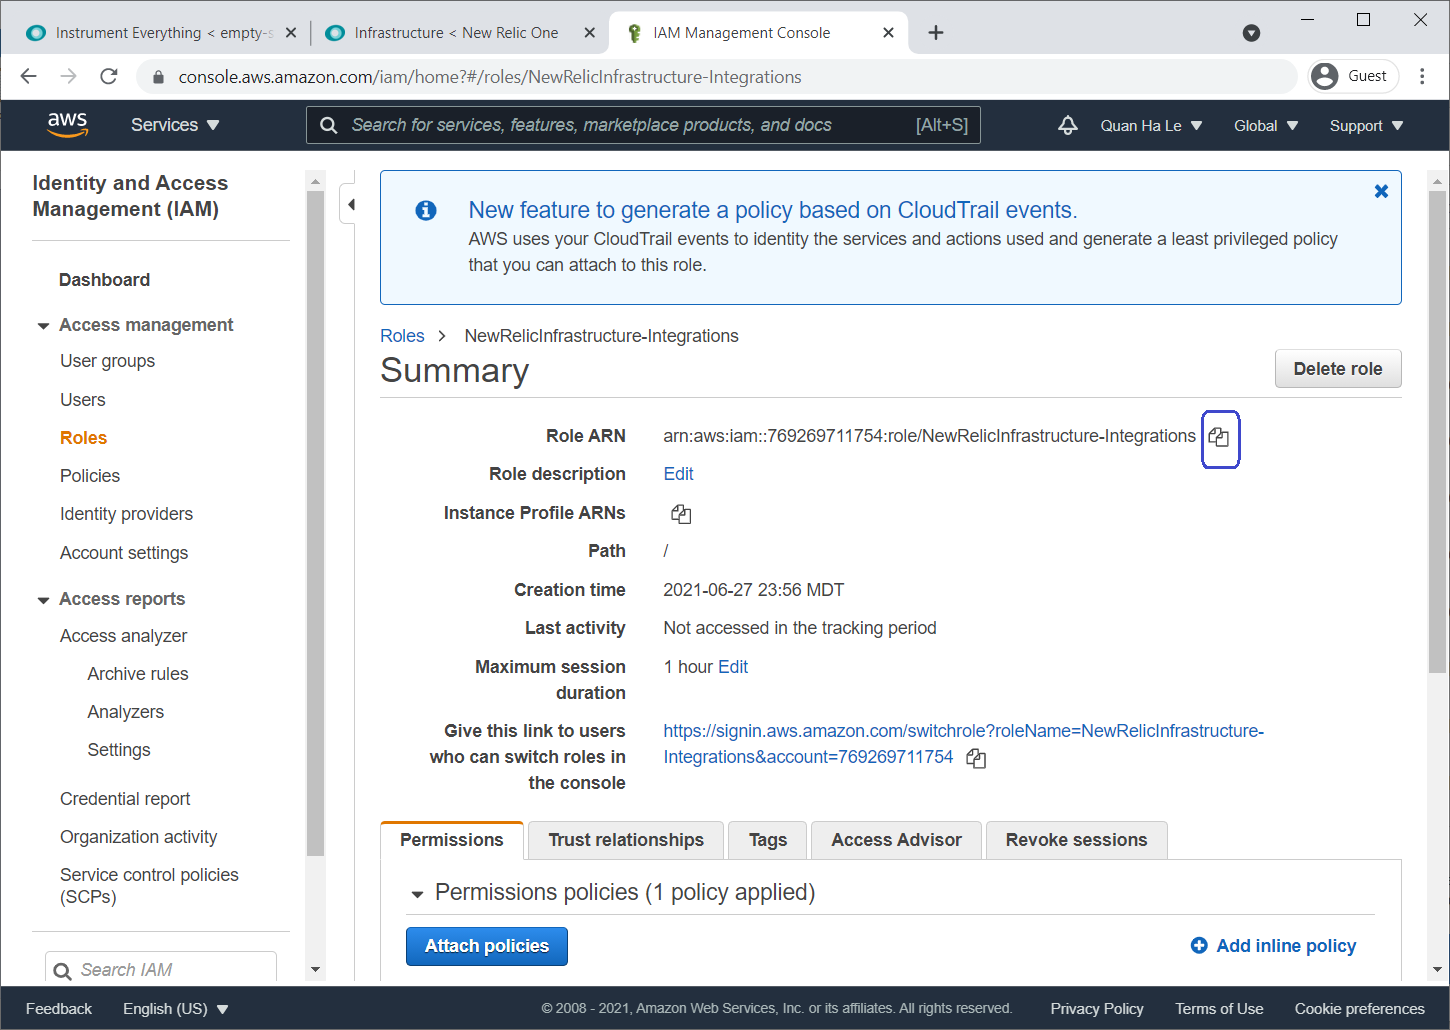 Instrument Everything < empty-s
Infrastructure < New Relic One
IAM Management Console
console.aws.amazon.com/iam/home?#/roles/NewRelicInfrastructure-Integrations
Guest
aws
Services
Search for services, features, marketplace products, and docs
[Alt+S]
Quan Ha Le
Global
Support
Identity and Access
Management (IAM)
Dashboard
Access management
User groups
Users
Roles
Policies
Identity providers
Account settings
Access reports
Access analyzer
Archive rules
Analyzers
Settings
Credential report
Organization activity
Service control policies
(SCPs)
Search IAM
New feature to generate a policy based on CloudTrail events.
AWS uses your CloudTrail events to identity the services and actions used and generate a least privileged policy
that you can attach to this role.
Roles > NewRelicInfrastructure-Integrations
Summary
Delete role
Role ARN arn:aws:iam::769269711754:role/NewRelicInfrastructure-Integrations
Role description Edit
Instance Profile ARNs
Path /
Creation time 2021-06-27 23:56 MDT
Last activity Not accessed in the tracking period
Maximum session 1 hour Edit
duration
Give this link to users https://signin.aws.amazon.com/switchrole?roleName=NewRelicInfrastructure-
who can switch roles in Integrations&account=769269711754
the console
Permissions
Trust relationships
Tags
Access Advisor
Revoke sessions
Permissions policies (1 policy applied)
Attach policies
Add inline policy
Feedback
English (US)
© 2008 - 2021, Amazon Web Services, Inc. or its affiliates. All rights reserved.
Privacy Policy
Terms of Use
Cookie preferences